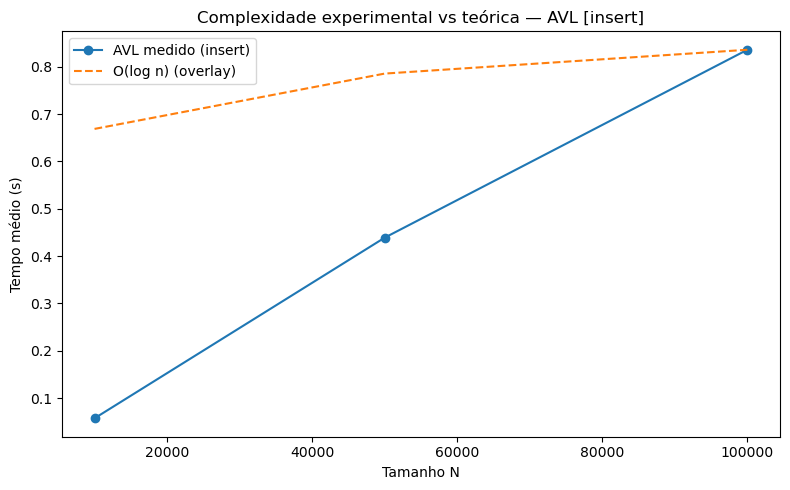 Complexidade experimental vs teórica — AVL [insert]
AVL medido (insert)
O(log n) (overlay)
Tempo médio (s)
0.8
0.7
0.6
0.5
0.4
0.3
0.2
0.1
20000 40000 60000 80000 100000
Tamanho N